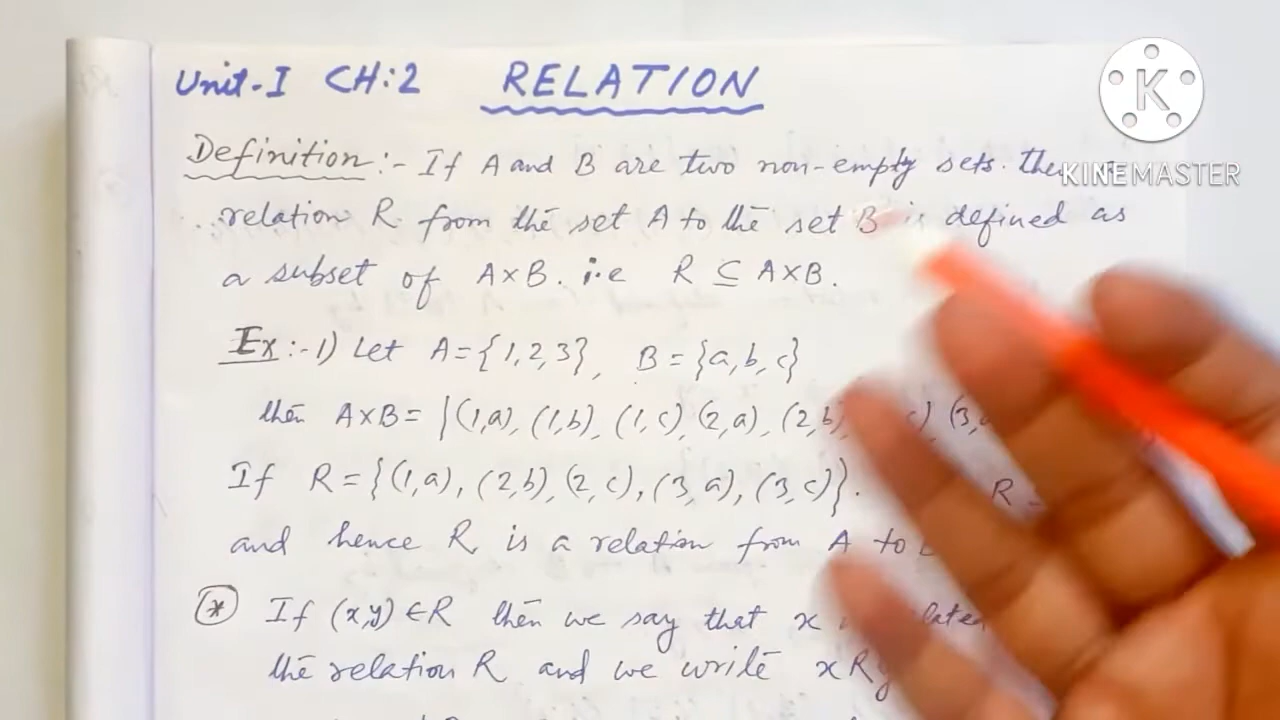 Unit-I CH:2 RELATION
Definition:- If A and B are two non-empty sets. then
relation R from the set A to the set B is defined as
a subset of A×B. i.e R ⊆ A×B.
Ex:-1) Let A={1,2,3}, B={a,b,c}
then A×B={(1,a), (1,b), (1,c), (2,a), (2,b), c), (3,
If R={(1,a), (2,b), (2,c), (3,a), (3,c)}. R
and hence R is a relation from A to
* If (x,y) ∈R then we say that x
the relation R and we write xRy
K
KINEMASTER